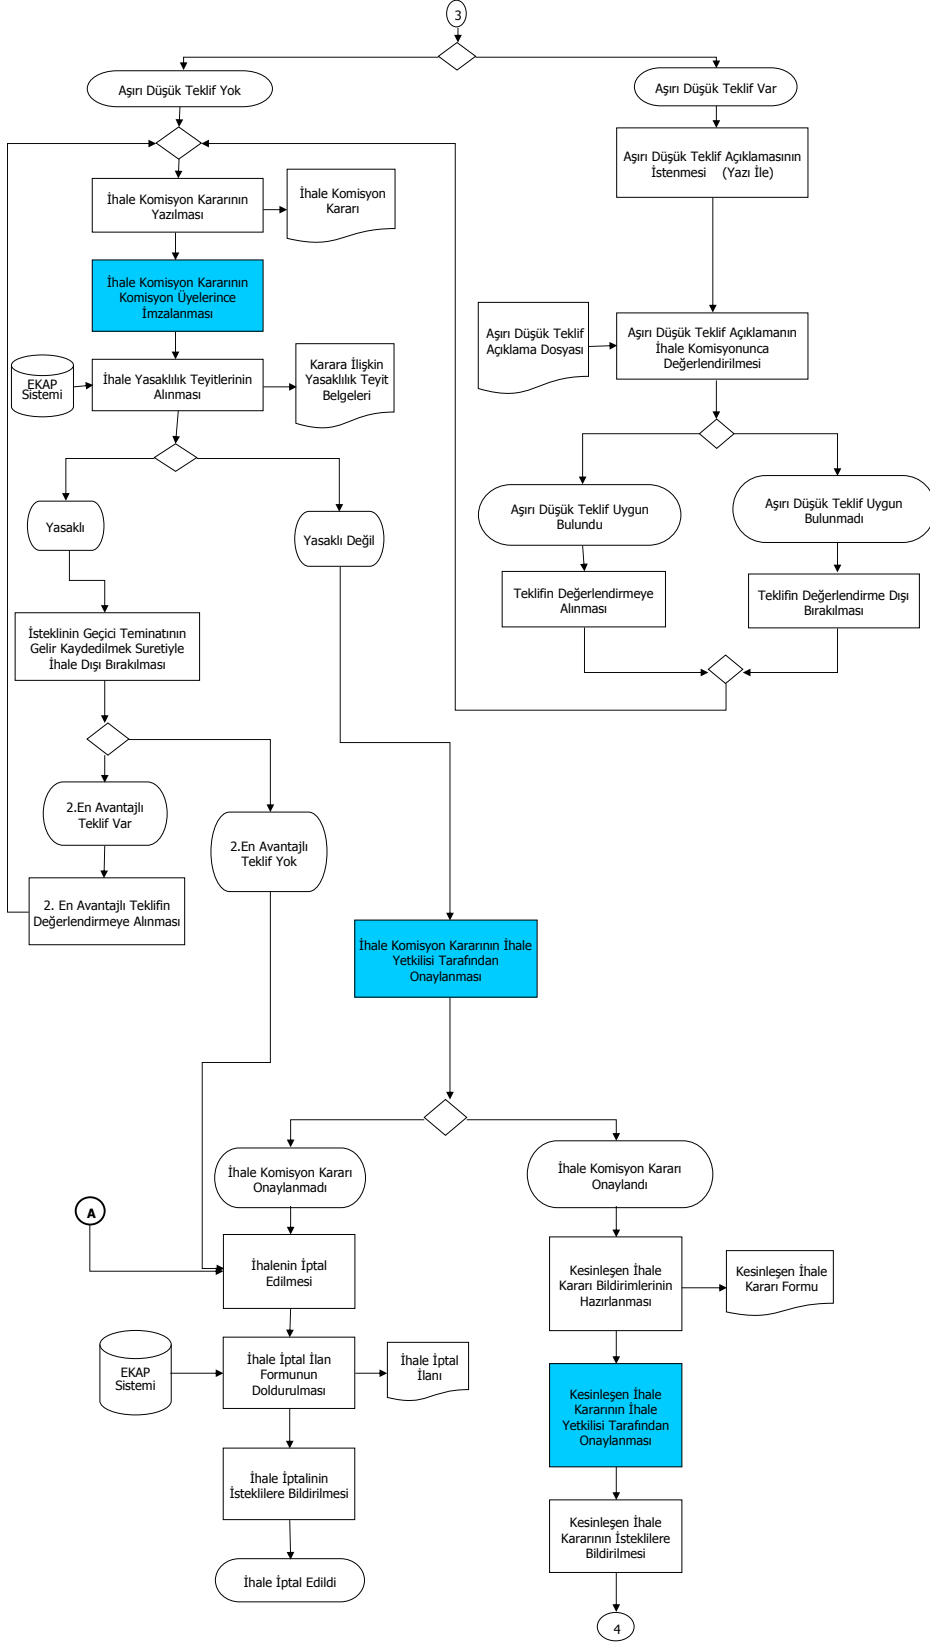 3
Aşırı Düşük Teklif Yok
Aşırı Düşük Teklif Var
Aşırı Düşük Teklif Açıklamasının
İstenmesi (Yazı İle)
İhale Komisyon Kararının
Yazılması
İhale Komisyon
Kararı
İhale Komisyon Kararının
Komisyon Üyelerince
İmzalanması
Aşırı Düşük Teklif
Açıklama Dosyası
Aşırı Düşük Teklif Açıklamanın
İhale Komisyonunca
Değerlendirilmesi
EKAP
Sistemi
İhale Yasaklılık Teyitlerinin
Alınması
Karara İlişkin
Yasaklılık Teyit
Belgeleri
Yasaklı
Yasaklı Değil
Aşırı Düşük Teklif Uygun
Bulundu
Aşırı Düşük Teklif Uygun
Bulunmadı
Teklifin Değerlendirmeye
Alınması
Teklifin Değerlendirme Dışı
Bırakılması
İsteklinin Geçici Teminatının
Gelir Kaydedilmek Suretiyle
İhale Dışı Bırakılması
2.En Avantajlı
Teklif Var
2.En Avantajlı
Teklif Yok
2. En Avantajlı Teklifin
Değerlendirmeye Alınması
İhale Komisyon Kararının İhale
Yetkilisi Tarafından
Onaylanması
İhale Komisyon Kararı
Onaylanmadı
İhale Komisyon Kararı
Onaylandı
A
İhalenin İptal
Edilmesi
Kesinleşen İhale
Kararı Bildirimlerinin
Hazırlanması
Kesinleşen İhale
Kararı Formu
EKAP
Sistemi
İhale İptal İlan
Formunun
Doldurulması
İhale İptal
İlanı
Kesinleşen İhale
Kararının İhale
Yetkilisi Tarafından
Onaylanması
İhale İptalinin
İsteklilere Bildirilmesi
Kesinleşen İhale
Kararının İsteklilere
Bildirilmesi
İhale İptal Edildi
4